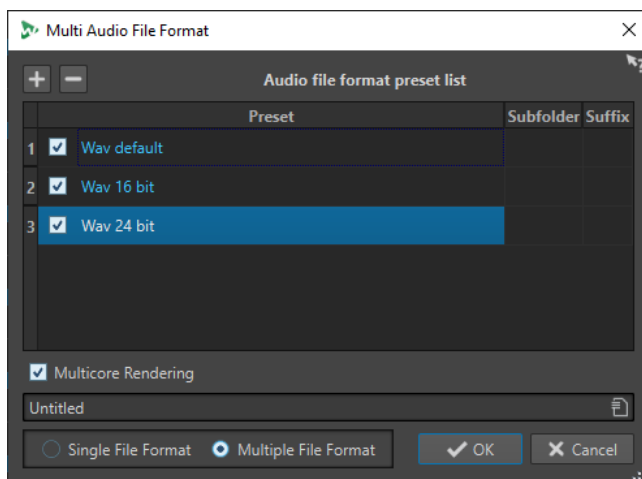 Multi Audio File Format
Audio file format preset list
Preset Subfolder Suffix
1 Wav default
2 Wav 16 bit
3 Wav 24 bit
Multicore Rendering
Untitled
Single File Format Multiple File Format OK Cancel